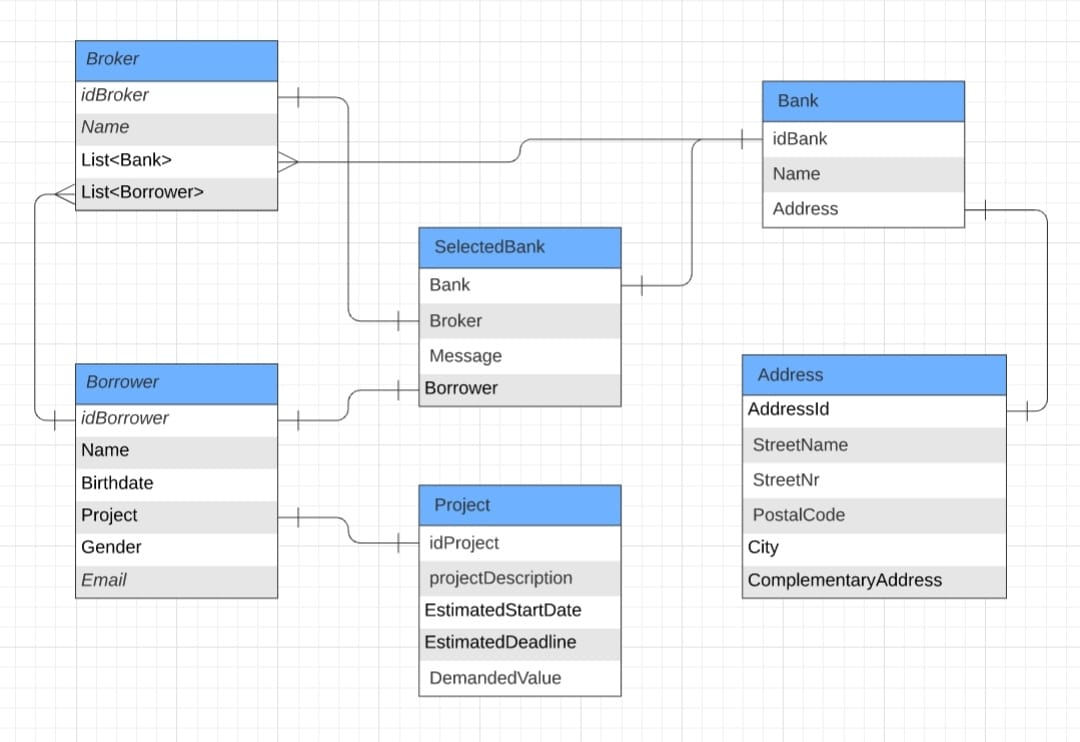 Broker
idBroker
Name
List<Bank>
List<Borrower>
Bank
idBank
Name
Address
SelectedBank
Bank
Broker
Message
Borrower
Borrower
idBorrower
Name
Birthdate
Project
Gender
Email
Address
AddressId
StreetName
StreetNr
PostalCode
City
ComplementaryAddress
Project
idProject
projectDescription
EstimatedStartDate
EstimatedDeadline
DemandedValue